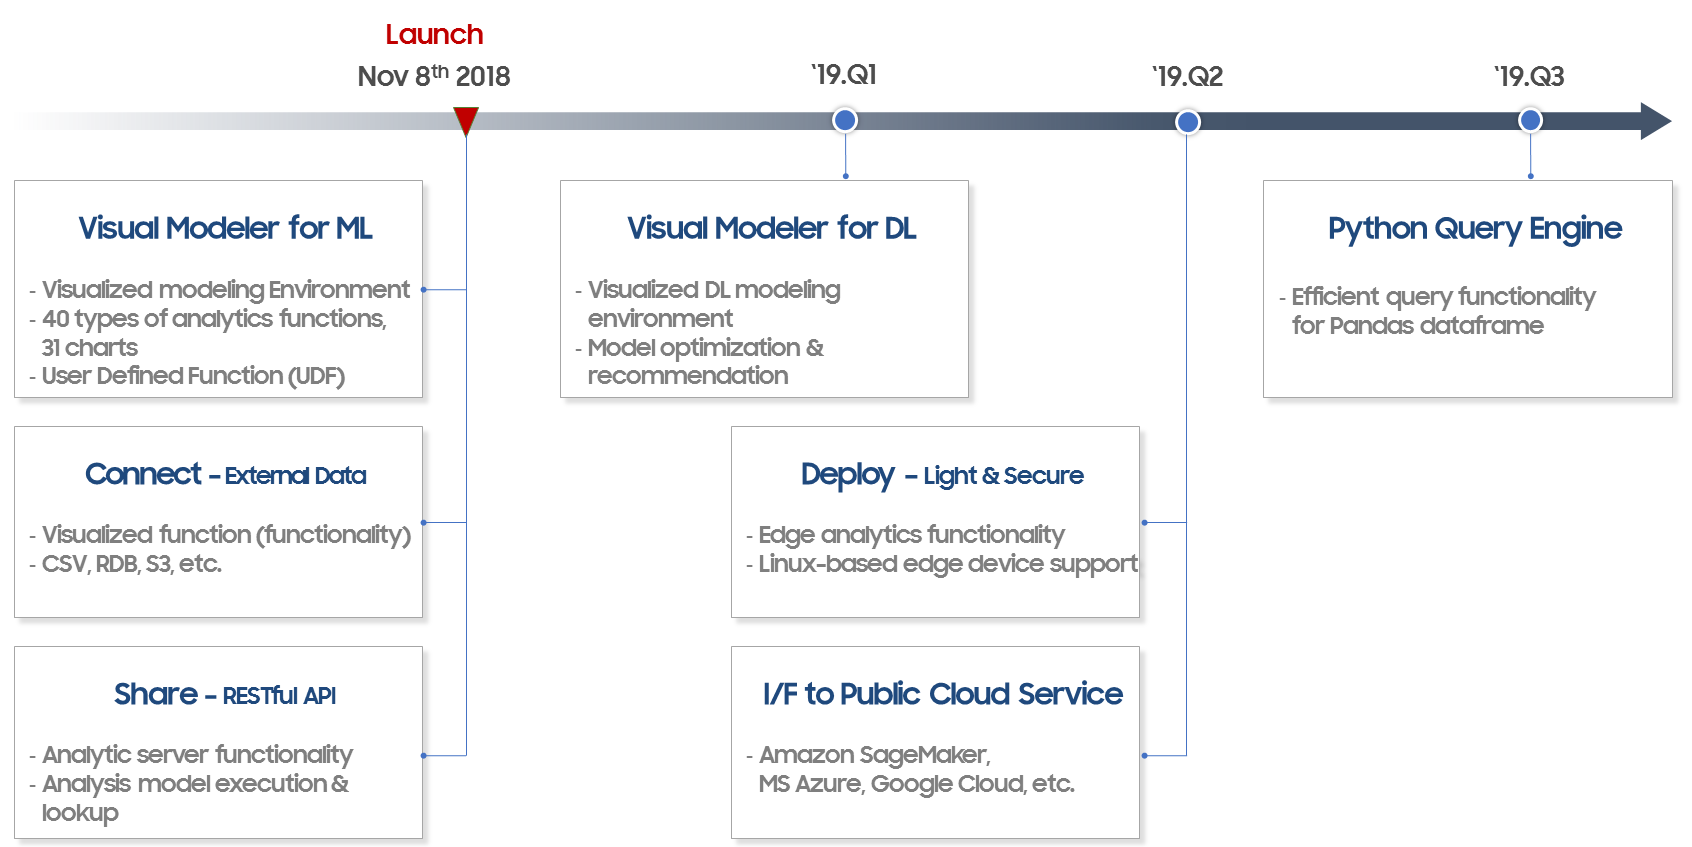 Launch
Nov 8th 2018
‘19.Q1
‘19.Q2
‘19.Q3
Visual Modeler for ML
- Visualized modeling Environment
- 40 types of analytics functions,
31 charts
- User Defined Function (UDF)
Connect – External Data
- Visualized function (functionality)
- CSV, RDB, S3, etc.
Share – RESTful API
- Analytic server functionality
- Analysis model execution &
lookup
Visual Modeler for DL
- Visualized DL modeling
environment
- Model optimization &
recommendation
Deploy – Light & Secure
- Edge analytics functionality
- Linux-based edge device support
I/F to Public Cloud Service
- Amazon SageMaker,
MS Azure, Google Cloud, etc.
Python Query Engine
- Efficient query functionality
for Pandas dataframe